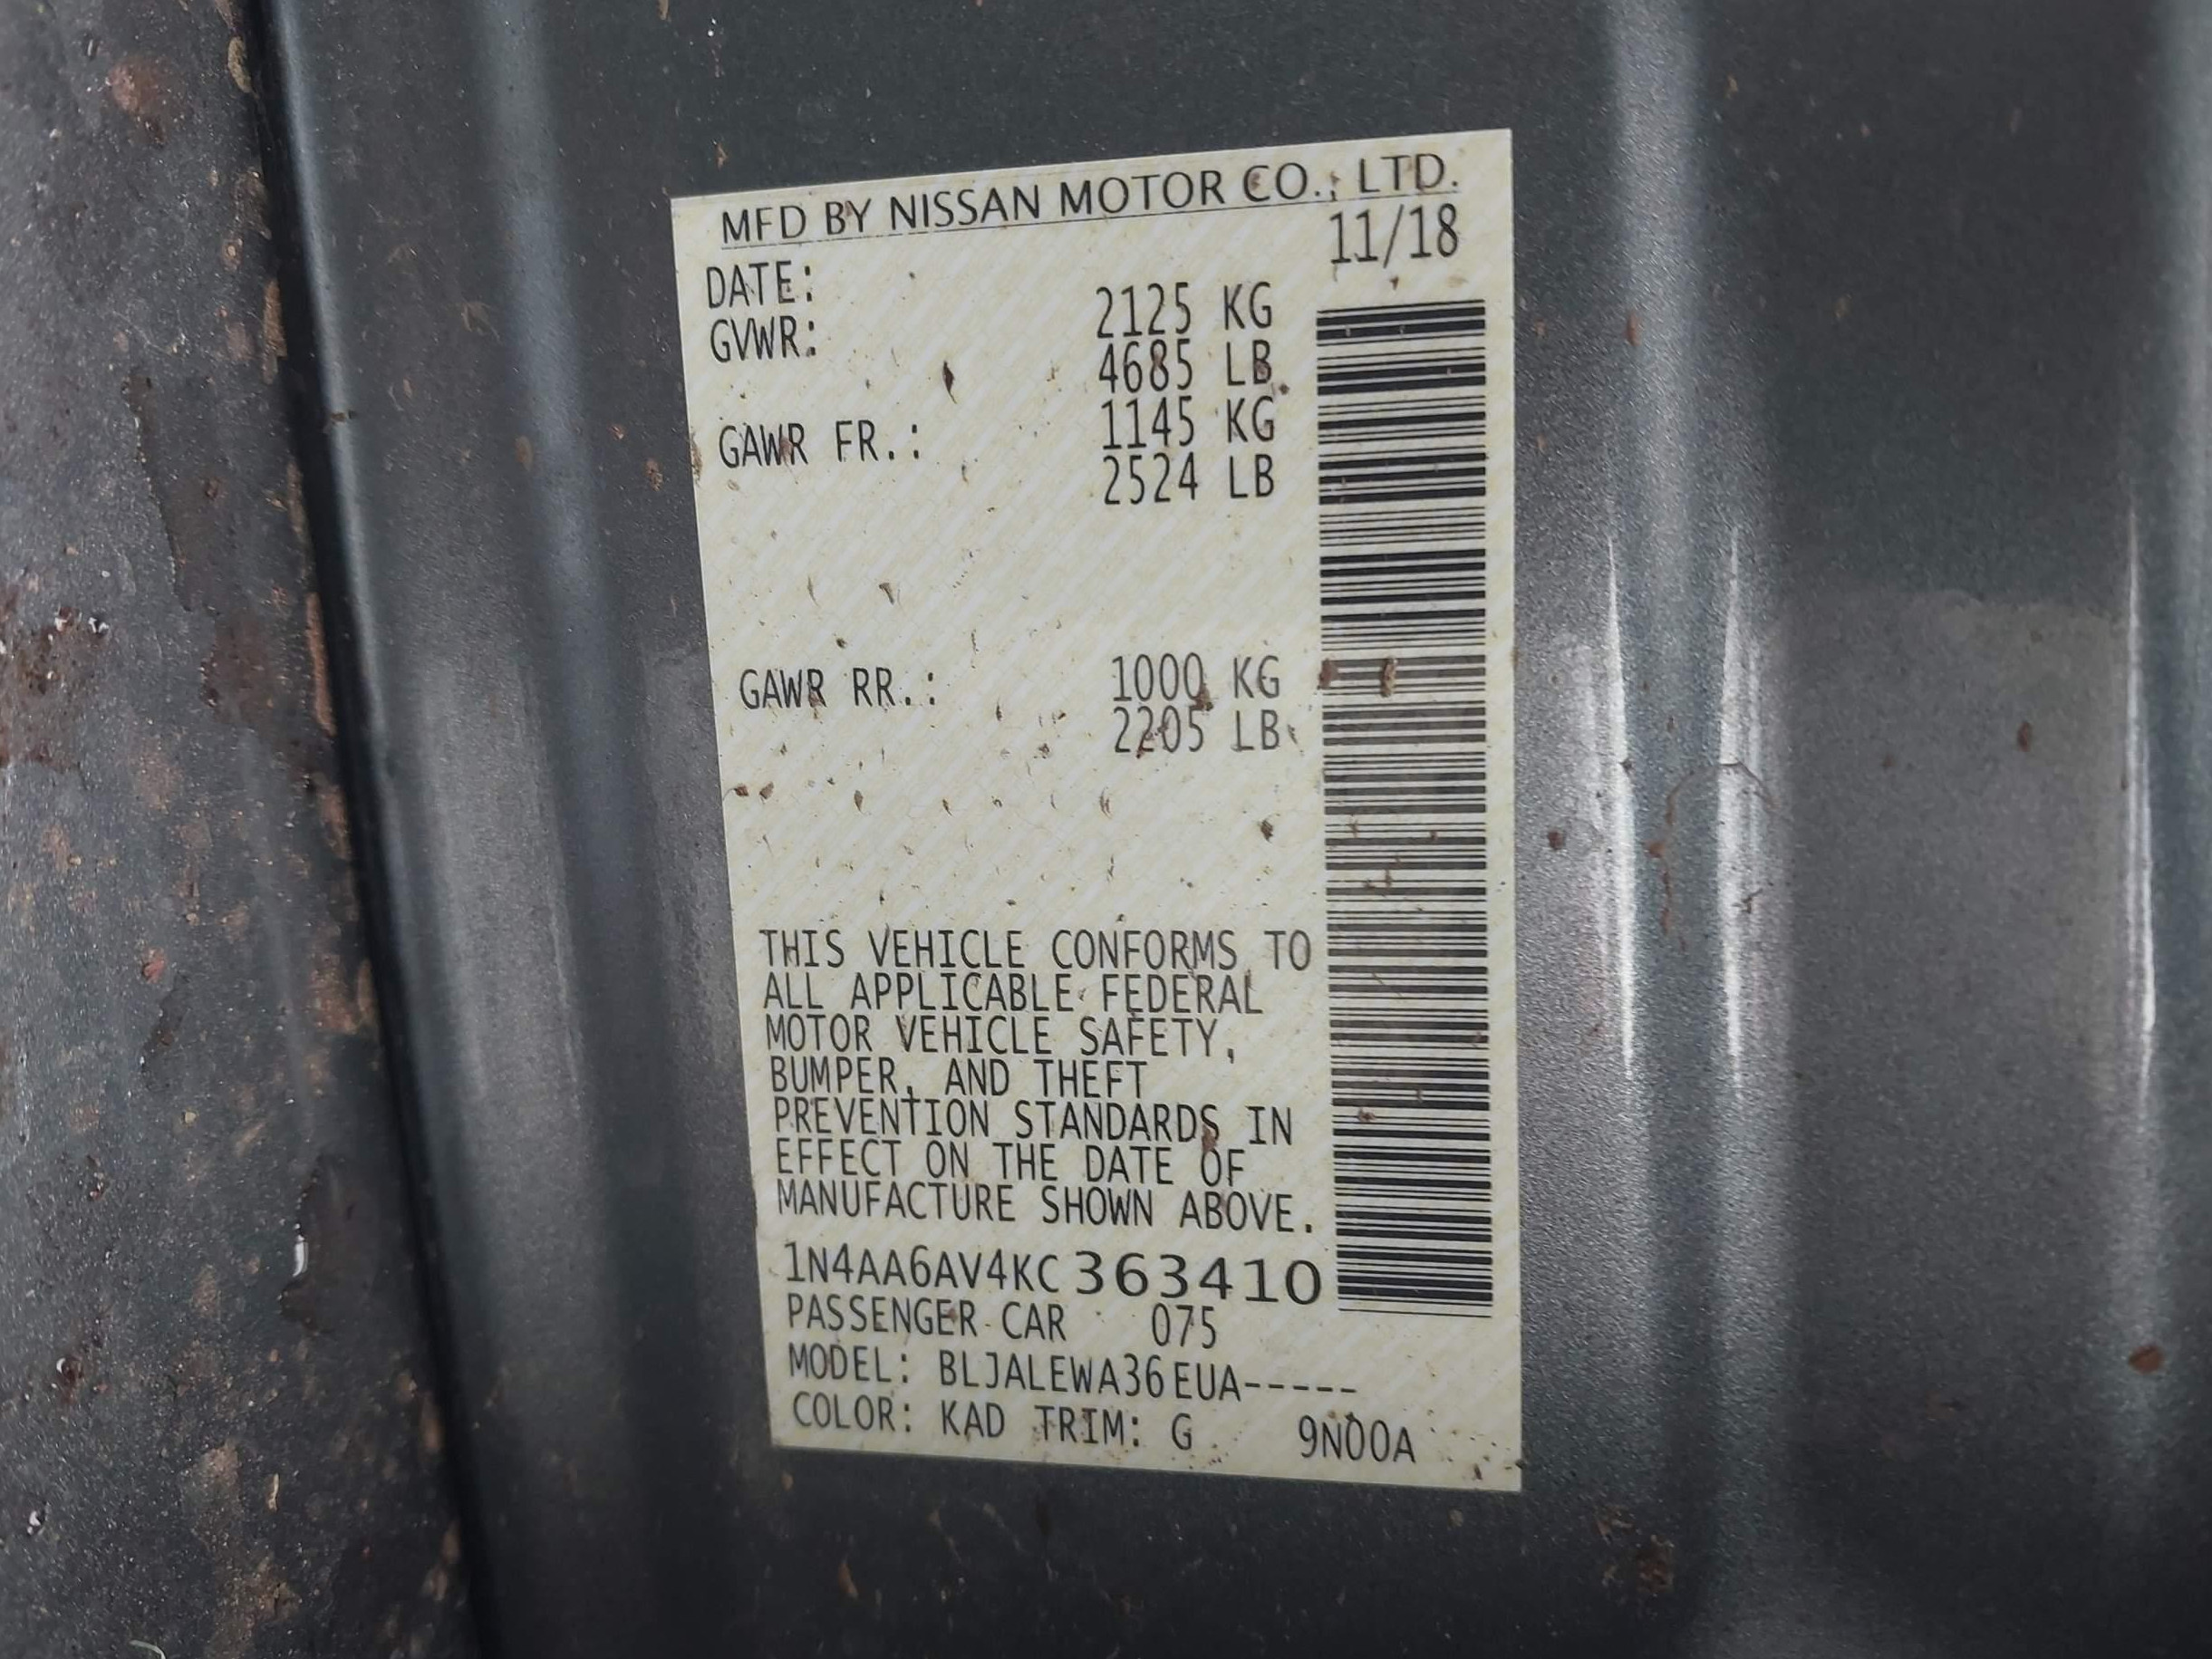 MFD BY NISSAN MOTOR CO., LTD.
DATE: 11/18
GVWR: 2125 KG
4685 LB
GAWR FR.: 1145 KG
2524 LB
GAWR RR.: 1000 KG
2205 LB
THIS VEHICLE CONFORMS TO
ALL APPLICABLE FEDERAL
MOTOR VEHICLE SAFETY,
BUMPER, AND THEFT
PREVENTION STANDARDS IN
EFFECT ON THE DATE OF
MANUFACTURE SHOWN ABOVE.
1N4AA6AV4KC363410
PASSENGER CAR 075
MODEL: BLJALEWA36EUA-----
COLOR: KAD TRIM: G 9N00A